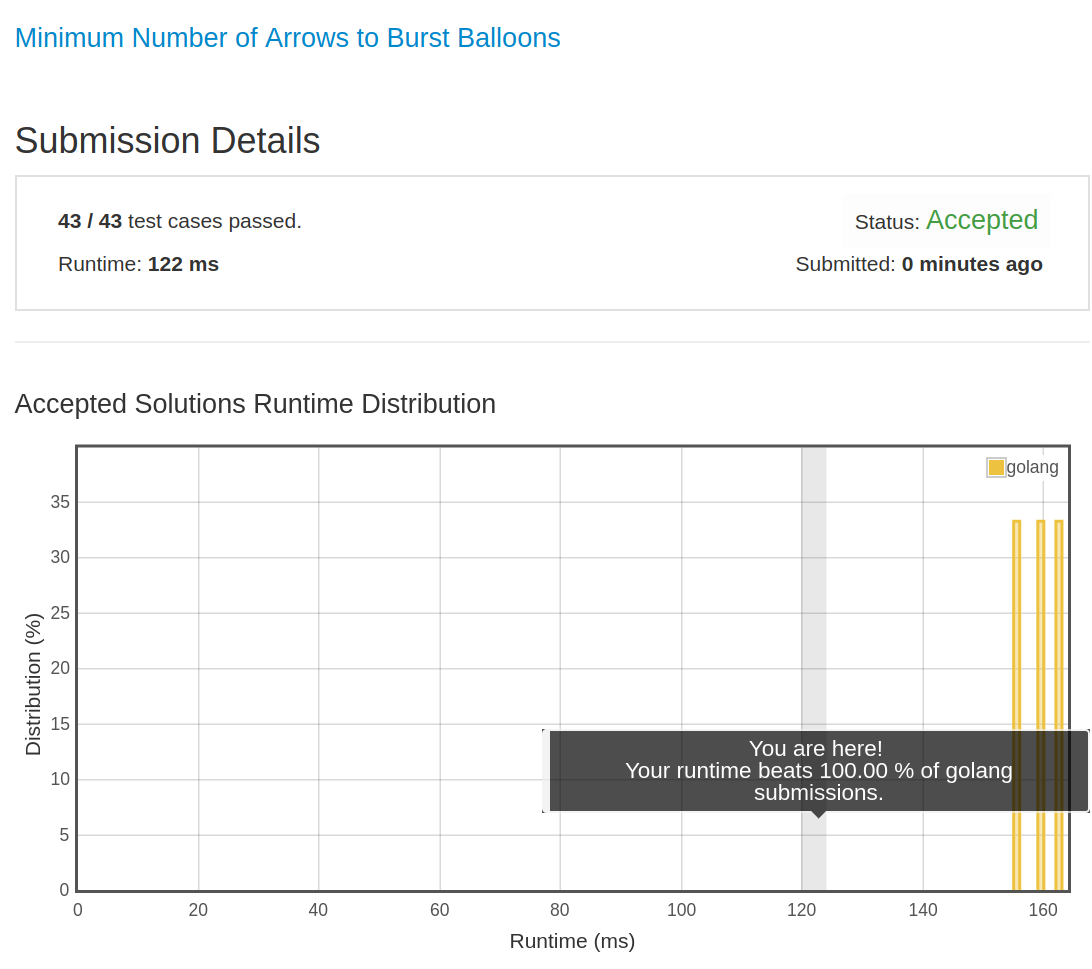 Minimum Number of Arrows to Burst Balloons
Submission Details
43 / 43 test cases passed.
Status: Accepted
Runtime: 122 ms
Submitted: 0 minutes ago
Accepted Solutions Runtime Distribution
golang
35
30
25
20
15
10
5
0
Distribution (%)
You are here!
Your runtime beats 100.00 % of golang
submissions.
0 20 40 60 80 100 120 140 160
Runtime (ms)